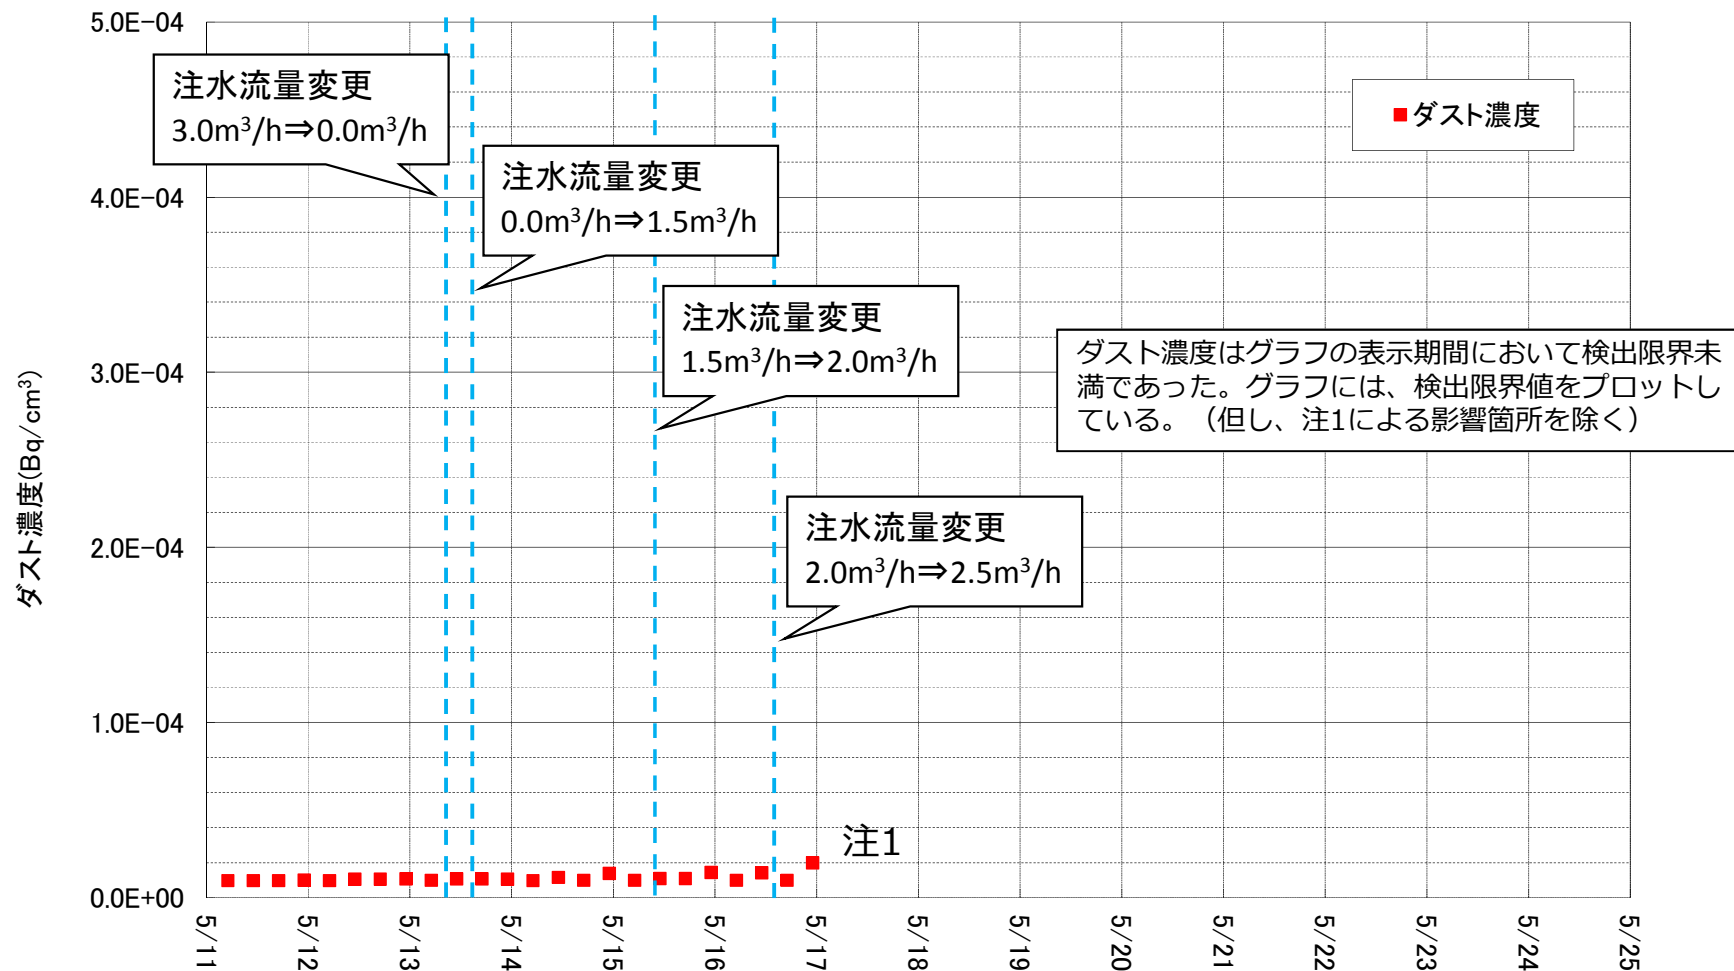 5.0E-04
4.0E-04
3.0E-04
2.0E-04
1.0E-04
0.0E+00
ダスト濃度(Bq/cm³)
注水流量変更
3.0m³/h⇒0.0m³/h
注水流量変更
0.0m³/h⇒1.5m³/h
注水流量変更
1.5m³/h⇒2.0m³/h
注水流量変更
2.0m³/h⇒2.5m³/h
ダスト濃度
ダスト濃度はグラフの表示期間において検出限界未
満であった。グラフには、検出限界値をプロットし
ている。（但し、注1による影響箇所を除く）
注1
5/11
5/12
5/13
5/14
5/15
5/16
5/17
5/18
5/19
5/20
5/21
5/22
5/23
5/24
5/25